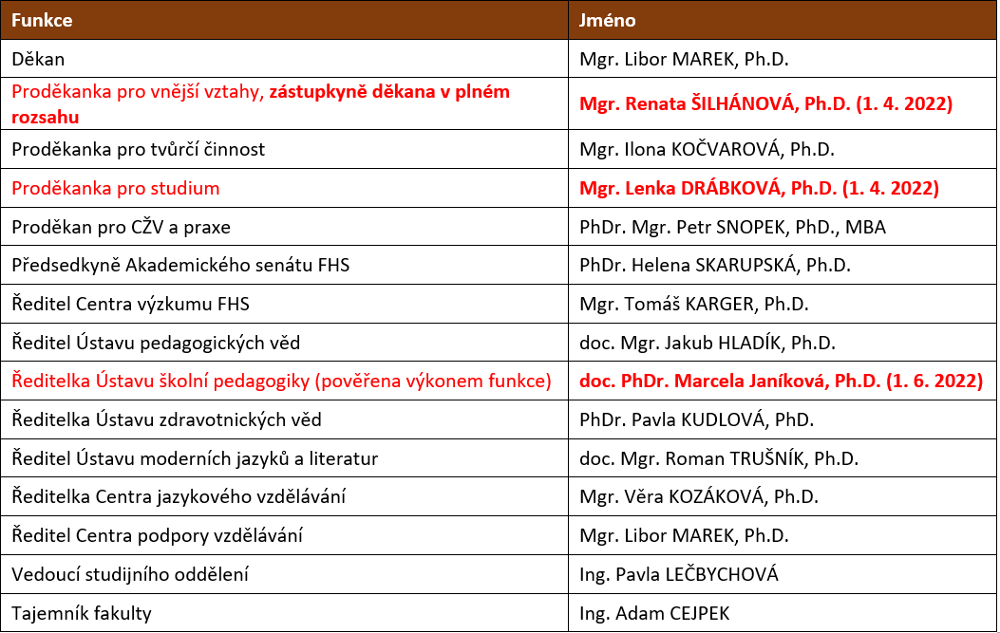 Funkce Jméno
Děkan Mgr. Libor MAREK, Ph.D.
Proděkanka pro vnější vztahy, zástupkyně děkana v plném
rozsahu
Mgr. Renata ŠILHÁNOVÁ, Ph.D. (1. 4. 2022)
Proděkanka pro tvůrčí činnost Mgr. Ilona KOČVAROVÁ, Ph.D.
Proděkanka pro studium Mgr. Lenka DRÁBKOVÁ, Ph.D. (1. 4. 2022)
Proděkan pro CŽV a praxe PhDr. Mgr. Petr SNOPEK, PhD., MBA
Předsedkyně Akademického senátu FHS PhDr. Helena SKARUPSKÁ, Ph.D.
Ředitel Centra výzkumu FHS Mgr. Tomáš KARGER, Ph.D.
Ředitel Ústavu pedagogických věd doc. Mgr. Jakub HLADÍK, Ph.D.
Ředitelka Ústavu školní pedagogiky (pověřena výkonem funkce) doc. PhDr. Marcela Janíková, Ph.D. (1. 6. 2022)
Ředitelka Ústavu zdravotnických věd PhDr. Pavla KUDLOVÁ, PhD.
Ředitel Ústavu moderních jazyků a literatur doc. Mgr. Roman TRUŠNÍK, Ph.D.
Ředitelka Centra jazykového vzdělávání Mgr. Věra KOZÁKOVÁ, Ph.D.
Ředitel Centra podpory vzdělávání Mgr. Libor MAREK, Ph.D.
Vedoucí studijního oddělení Ing. Pavla LEČBYCHOVÁ
Tajemník fakulty Ing. Adam CEJPEK